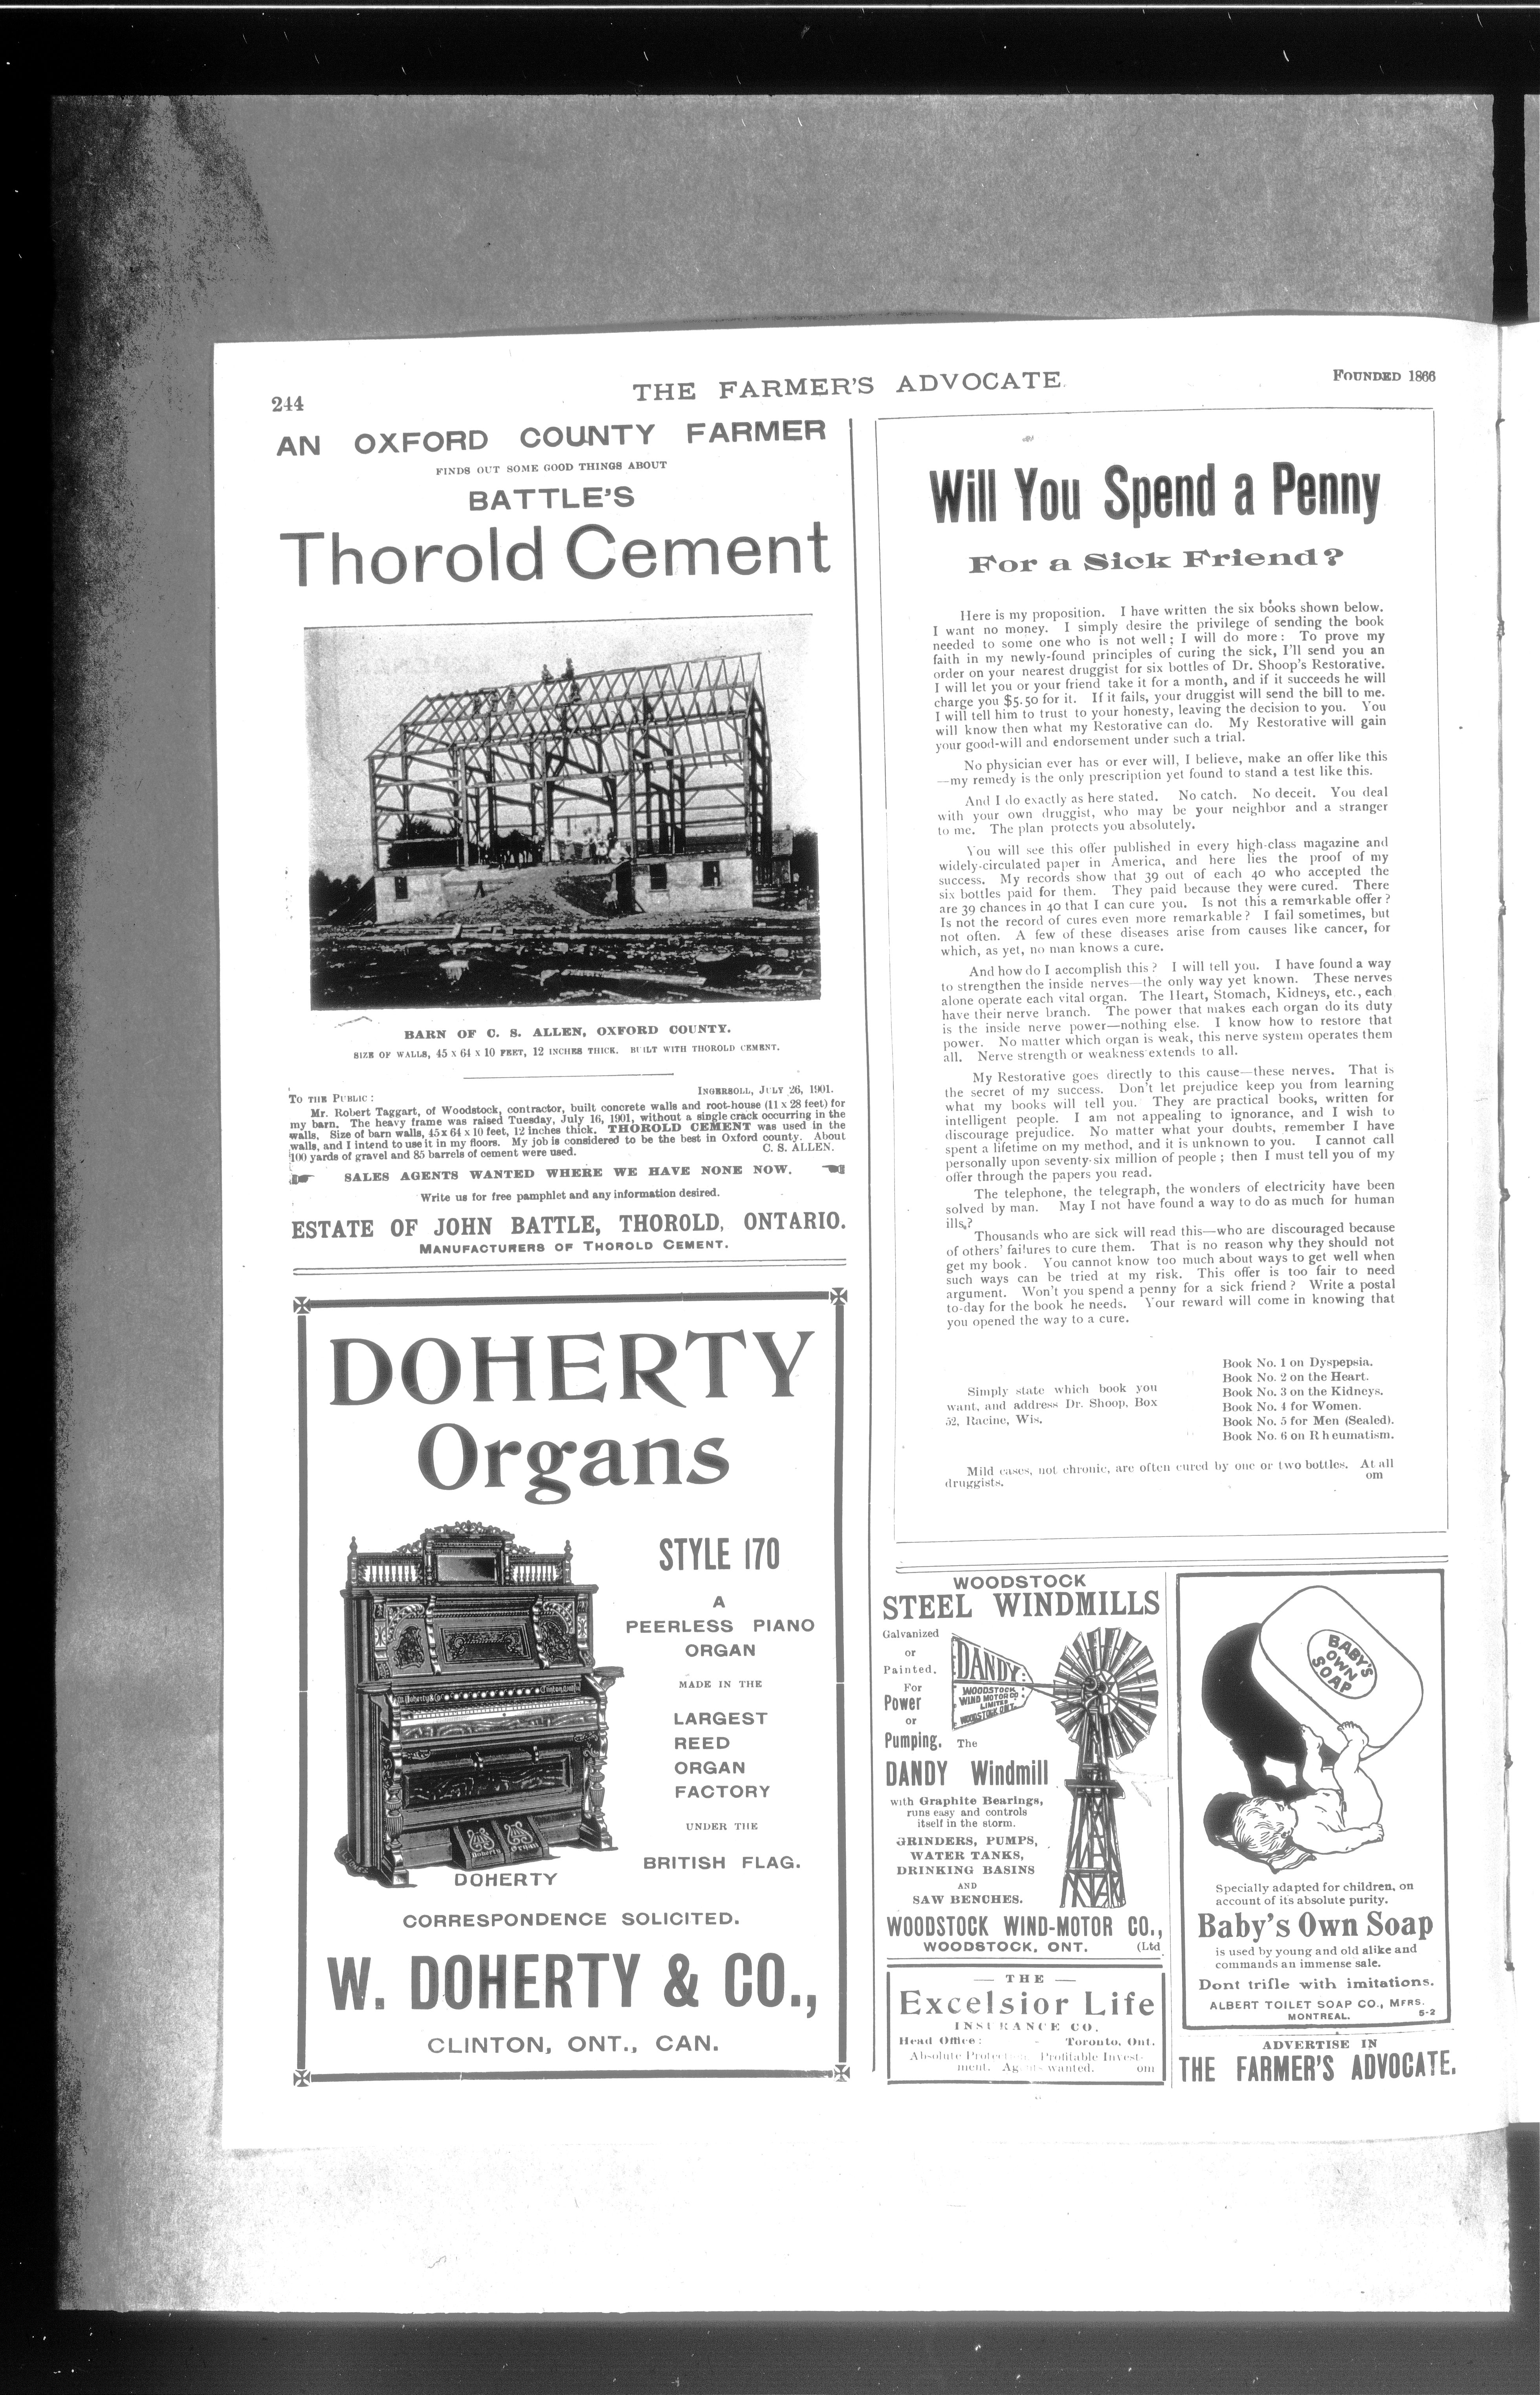 244
THE FARMER'S ADVOCATE.
FOUNDED 1866
AN OXFORD COUNTY FARMER
FINDS OUT SOME GOOD THINGS ABOUT
BATTLE'S
Thorold Cement
BARN OF C. S. ALLEN, OXFORD COUNTY.
SIZE OF WALLS, 45 x 64 x 10 FEET, 12 INCHES THICK. BUILT WITH THOROLD CEMENT.
INGERSOLL, JULY 26, 1901.
TO THE PUBLIC:
Mr. Robert Taggart, of Woodstock, contractor, built concrete walls and root-house (11 x 28 feet) for
my barn. The heavy frame was raised Tuesday, July 16, 1901, without a single crack occurring in the
walls. Size of barn walls, 45 x 64 x 10 feet, 12 inches thick. THOROLD CEMENT was used in the
walls, and I intend to use it in my floors. My job is considered to be the best in Oxford county. About
100 yards of gravel and 85 barrels of cement were used. C. S. ALLEN.
SALES AGENTS WANTED WHERE WE HAVE NONE NOW.
Write us for free pamphlet and any information desired.
ESTATE OF JOHN BATTLE, THOROLD, ONTARIO.
MANUFACTURERS OF THOROLD CEMENT.
DOHERTY
Organs
STYLE 170
A
PEERLESS PIANO
ORGAN
MADE IN THE
LARGEST
REED
ORGAN
FACTORY
UNDER THE
BRITISH FLAG.
W. Doherty & Co. Clinton, Ont.
Doherty Organ
DOHERTY
CORRESPONDENCE SOLICITED.
W. DOHERTY & CO.,
CLINTON, ONT., CAN.
Will You Spend a Penny
For a Sick Friend?
Here is my proposition. I have written the six books shown below.
I want no money. I simply desire the privilege of sending the book
needed to some one who is not well; I will do more: To prove my
faith in my newly-found principles of curing the sick, I'll send you an
order on your nearest druggist for six bottles of Dr. Shoop's Restorative.
I will let you or your friend take it for a month, and if it succeeds he will
charge you $5.50 for it. If it fails, your druggist will send the bill to me.
I will tell him to trust to your honesty, leaving the decision to you. You
will know then what my Restorative can do. My Restorative will gain
your good-will and endorsement under such a trial.
No physician ever has or ever will, I believe, make an offer like this
—my remedy is the only prescription yet found to stand a test like this.
And I do exactly as here stated. No catch. No deceit. You deal
with your own druggist, who may be your neighbor and a stranger
to me. The plan protects you absolutely.
You will see this offer published in every high-class magazine and
widely-circulated paper in America, and here lies the proof of my
success. My records show that 39 out of each 40 who accepted the
six bottles paid for them. They paid because they were cured. There
are 39 chances in 40 that I can cure you. Is not this a remarkable offer?
Is not the record of cures even more remarkable? I fail sometimes, but
not often. A few of these diseases arise from causes like cancer, for
which, as yet, no man knows a cure.
And how do I accomplish this? I will tell you. I have found a way
to strengthen the inside nerves—the only way yet known. These nerves
alone operate each vital organ. The Heart, Stomach, Kidneys, etc., each
have their nerve branch. The power that makes each organ do its duty
is the inside nerve power—nothing else. I know how to restore that
power. No matter which organ is weak, this nerve system operates them
all. Nerve strength or weakness extends to all.
My Restorative goes directly to this cause—these nerves. That is
the secret of my success. Don't let prejudice keep you from learning
what my books will tell you. They are practical books, written for
intelligent people. I am not appealing to ignorance, and I wish to
discourage prejudice. No matter what your doubts, remember I have
spent a lifetime on my method, and it is unknown to you. I cannot call
personally upon seventy-six million of people; then I must tell you of my
offer through the papers you read.
The telephone, the telegraph, the wonders of electricity have been
solved by man. May I not have found a way to do as much for human
ills?
Thousands who are sick will read this—who are discouraged because
of others' failures to cure them. That is no reason why they should not
get my book. You cannot know too much about ways to get well when
such ways can be tried at my risk. This offer is too fair to need
argument. Won't you spend a penny for a sick friend? Write a postal
to-day for the book he needs. Your reward will come in knowing that
you opened the way to a cure.
Simply state which book you
want, and address Dr. Shoop, Box
52, Racine, Wis.
Book No. 1 on Dyspepsia.
Book No. 2 on the Heart.
Book No. 3 on the Kidneys.
Book No. 4 for Women.
Book No. 5 for Men (Sealed).
Book No. 6 on Rheumatism.
Mild cases, not chronic, are often cured by one or two bottles. At all
druggists. om
WOODSTOCK
STEEL WINDMILLS
Galvanized
or
Painted.
For
Power
or
Pumping. The
DANDY
WOODSTOCK
WIND MOTOR CO
LIMITED
WOODSTOCK ONT.
DANDY Windmill
with Graphite Bearings,
runs easy and controls
itself in the storm.
GRINDERS, PUMPS,
WATER TANKS,
DRINKING BASINS
AND
SAW BENCHES.
WOODSTOCK WIND-MOTOR CO.,
WOODSTOCK, ONT. (Ltd
THE
Excelsior Life
INSURANCE CO.
Head Office: - Toronto, Ont.
Absolute Protection. Profitable Invest-
ment. Agents wanted. om
BABY'S
OWN
SOAP
Specially adapted for children, on
account of its absolute purity.
Baby's Own Soap
is used by young and old alike and
commands an immense sale.
Dont trifle with imitations.
ALBERT TOILET SOAP CO., MFRS.
MONTREAL. 5-2
ADVERTISE IN
THE FARMER'S ADVOCATE.